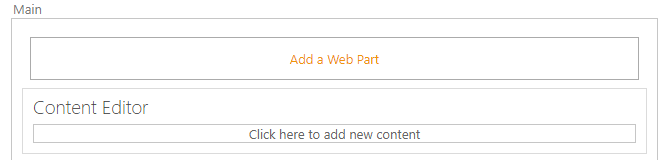 Main
Add a Web Part
Content Editor
Click here to add new content